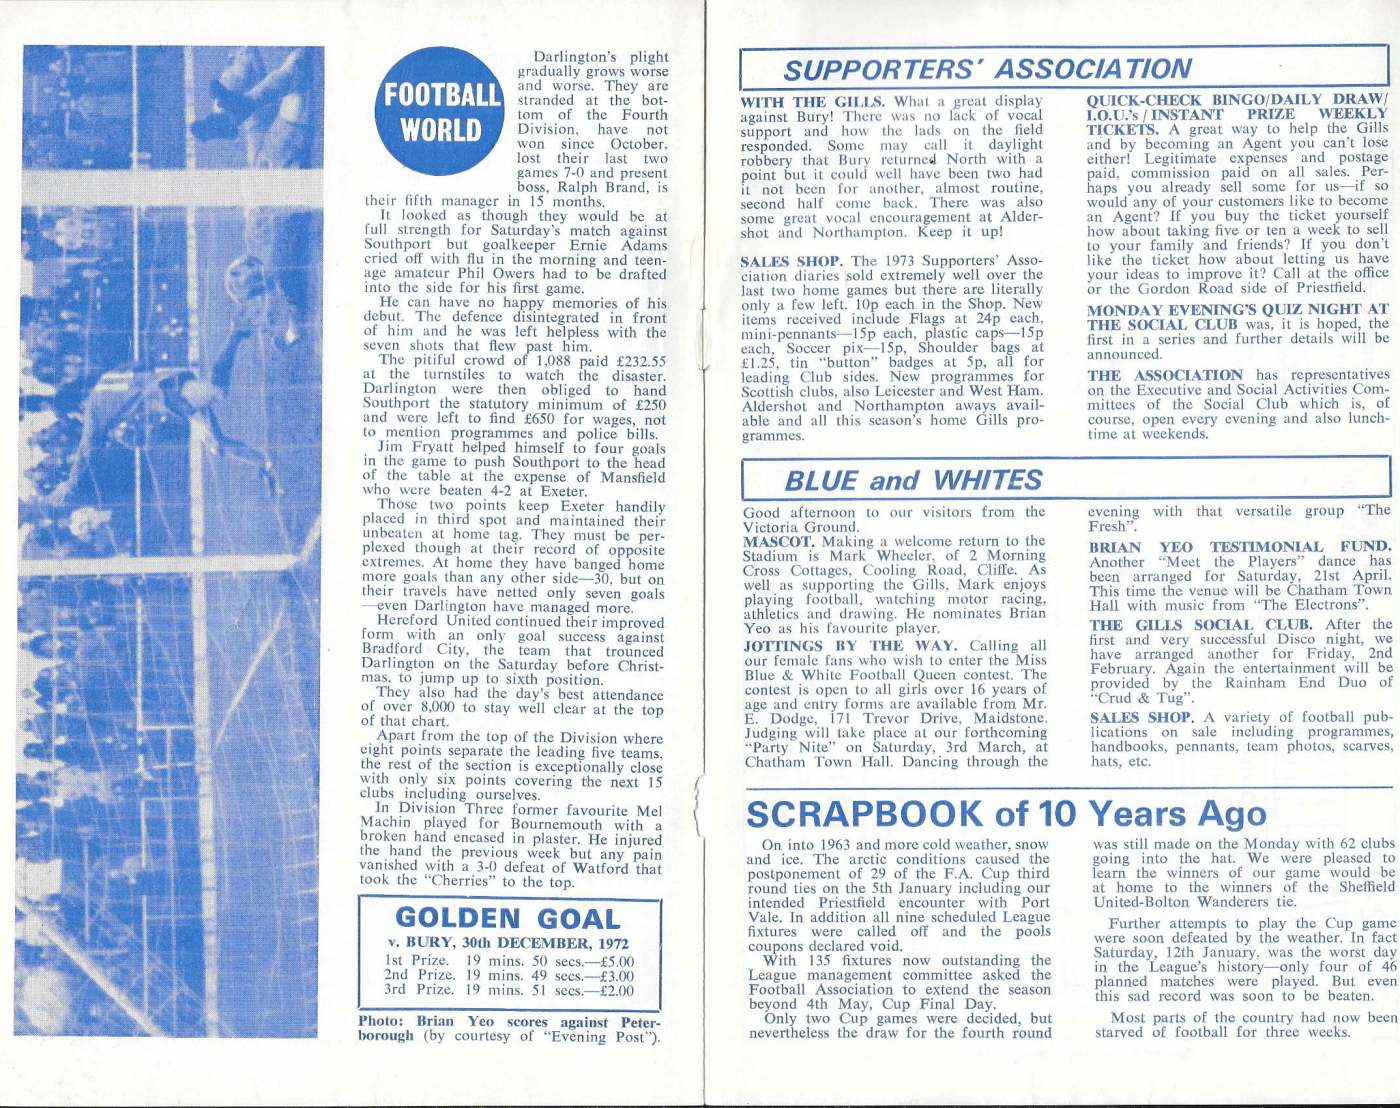 FOOTBALL
WORLD
Darlington's plight
gradually grows worse
and worse. They are
stranded at the bot-
tom of the Fourth
Division, have not
won since October,
lost their last two
games 7-0 and present
boss, Ralph Brand, is
their fifth manager in 15 months.
It looked as though they would be at
full strength for Saturday's match against
Southport but goalkeeper Ernie Adams
cried off with flu in the morning and teen-
age amateur Phil Owers had to be drafted
into the side for his first game.
He can have no happy memories of his
debut. The defence disintegrated in front
of him and he was left helpless with the
seven shots that flew past him.
The pitiful crowd of 1,088 paid £232.55
at the turnstiles to watch the disaster.
Darlington were then obliged to hand
Southport the statutory minimum of £250
and were left to find £650 for wages, not
to mention programmes and police bills.
Jim Fryatt helped himself to four goals
in the game to push Southport to the head
of the table at the expense of Mansfield
who were beaten 4-2 at Exeter.
Those two points keep Exeter handily
placed in third spot and maintained their
unbeaten at home tag. They must be per-
plexed though at their record of opposite
extremes. At home they have banged home
more goals than any other side—30, but on
their travels have netted only seven goals
—even Darlington have managed more.
Hereford United continued their improved
form with an only goal success against
Bradford City, the team that trounced
Darlington on the Saturday before Christ-
mas, to jump up to sixth position.
They also had the day's best attendance
of over 8,000 to stay well clear at the top
of that chart.
Apart from the top of the Division where
eight points separate the leading five teams,
the rest of the section is exceptionally close
with only six points covering the next 15
clubs including ourselves.
In Division Three former favourite Mel
Machin played for Bournemouth with a
broken hand encased in plaster. He injured
the hand the previous week but any pain
vanished with a 3-0 defeat of Watford that
took the "Cherries" to the top.
GOLDEN GOAL
v. BURY, 30th DECEMBER, 1972
1st Prize. 19 mins. 50 secs.—£5.00
2nd Prize. 19 mins. 49 secs.—£3.00
3rd Prize. 19 mins. 51 secs.—£2.00
Photo: Brian Yeo scores against Peter-
borough (by courtesy of "Evening Post").
SUPPORTERS' ASSOCIATION
WITH THE GILLS. What a great display
against Bury! There was no lack of vocal
support and how the lads on the field
responded. Some may call it daylight
robbery that Bury returned North with a
point but it could well have been two had
it not been for another, almost routine,
second half come back. There was also
some great vocal encouragement at Alder-
shot and Northampton. Keep it up!
SALES SHOP. The 1973 Supporters' Asso-
ciation diaries sold extremely well over the
last two home games but there are literally
only a few left. 10p each in the Shop. New
items received include Flags at 24p each,
mini-pennants—15p each, plastic caps—15p
each, Soccer pix—15p, Shoulder bags at
£1.25, tin "button" badges at 5p, all for
leading Club sides. New programmes for
Scottish clubs, also Leicester and West Ham.
Aldershot and Northampton aways avail-
able and all this season's home Gills pro-
grammes.
QUICK-CHECK BINGO/DAILY DRAW/
I.O.U.'s/INSTANT PRIZE WEEKLY
TICKETS. A great way to help the Gills
and by becoming an Agent you can't lose
either! Legitimate expenses and postage
paid, commission paid on all sales. Per-
haps you already sell some for us—if so
would any of your customers like to become
an Agent? If you buy the ticket yourself
how about taking five or ten a week to sell
to your family and friends? If you don't
like the ticket how about letting us have
your ideas to improve it? Call at the office
or the Gordon Road side of Priestfield.
MONDAY EVENING'S QUIZ NIGHT AT
THE SOCIAL CLUB was, it is hoped, the
first in a series and further details will be
announced.
THE ASSOCIATION has representatives
on the Executive and Social Activities Com-
mittees of the Social Club which is, of
course, open every evening and also lunch-
time at weekends.
BLUE and WHITES
Good afternoon to our visitors from the
Victoria Ground.
MASCOT. Making a welcome return to the
Stadium is Mark Wheeler, of 2 Morning
Cross Cottages, Cooling Road, Cliffe. As
well as supporting the Gills, Mark enjoys
playing football, watching motor racing,
athletics and drawing. He nominates Brian
Yeo as his favourite player.
JOTTINGS BY THE WAY. Calling all
our female fans who wish to enter the Miss
Blue & White Football Queen contest. The
contest is open to all girls over 16 years of
age and entry forms are available from Mr.
E. Dodge, 171 Trevor Drive, Maidstone.
Judging will take place at our forthcoming
"Party Nite" on Saturday, 3rd March, at
Chatham Town Hall. Dancing through the
evening with that versatile group "The
Fresh".
BRIAN YEO TESTIMONIAL FUND.
Another "Meet the Players" dance has
been arranged for Saturday, 21st April.
This time the venue will be Chatham Town
Hall with music from "The Electrons".
THE GILLS SOCIAL CLUB. After the
first and very successful Disco night, we
have arranged another for Friday, 2nd
February. Again the entertainment will be
provided by the Rainham End Duo of
"Crud & Tug".
SALES SHOP. A variety of football pub-
lications on sale including programmes,
handbooks, pennants, team photos, scarves,
hats, etc.
SCRAPBOOK of 10 Years Ago
On into 1963 and more cold weather, snow
and ice. The arctic conditions caused the
postponement of 29 of the F.A. Cup third
round ties on the 5th January including our
intended Priestfield encounter with Port
Vale. In addition all nine scheduled League
fixtures were called off and the pools
coupons declared void.
With 135 fixtures now outstanding the
League management committee asked the
Football Association to extend the season
beyond 4th May, Cup Final Day.
Only two Cup games were decided, but
nevertheless the draw for the fourth round
was still made on the Monday with 62 clubs
going into the hat. We were pleased to
learn the winners of our game would be
at home to the winners of the Sheffield
United-Bolton Wanderers tie.
Further attempts to play the Cup game
were soon defeated by the weather. In fact
Saturday, 12th January, was the worst day
in the League's history—only four of 46
planned matches were played. But even
this sad record was soon to be beaten.
Most parts of the country had now been
starved of football for three weeks.